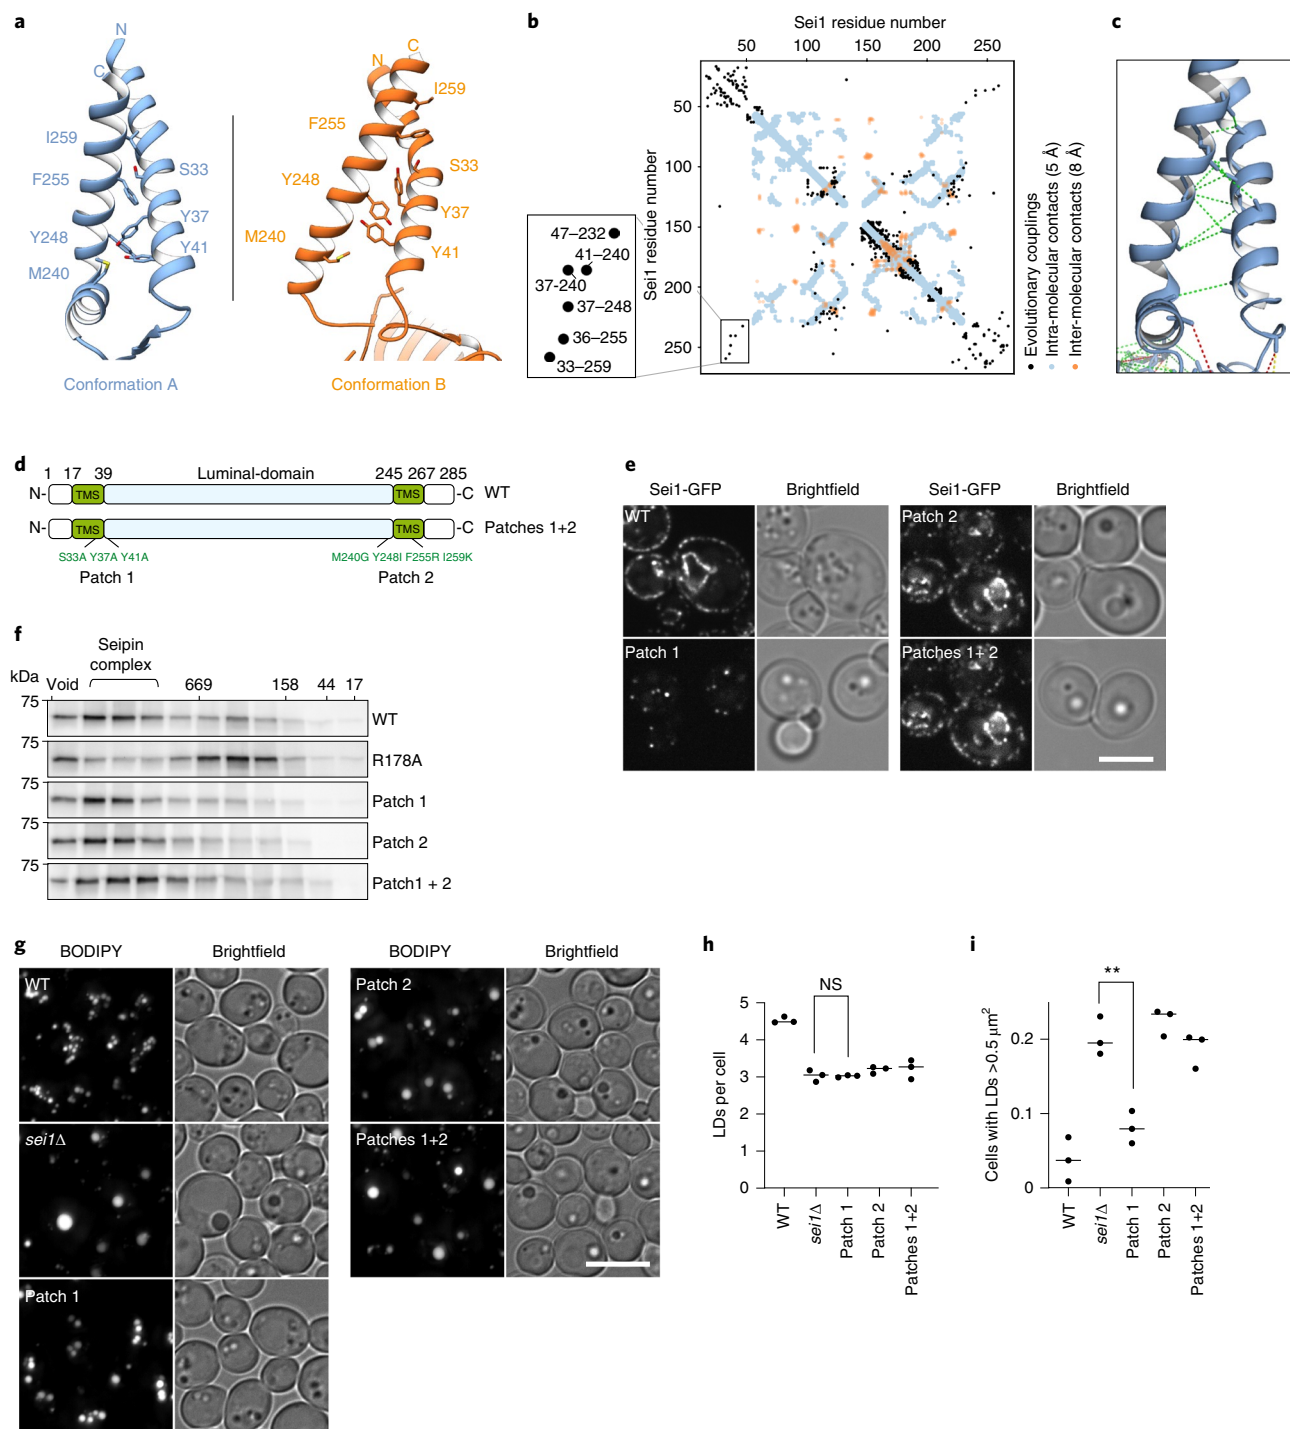 a
N
C
I259
F255
Y248
M240
S33
Y37
Y41
Conformation A
N
C
I259
F255
S33
Y248
Y37
M240
Y41
Conformation B
b
Sei1 residue number
50 100 150 200 250
Sei1 residue number
50
100
150
200
250
47–232
41–240
37-240
37–248
36–255
33–259
Evolutionary couplings
Intra-molecular contacts (5 Å)
Inter-molecular contacts (8 Å)
c
d
1 17 39 Luminal-domain 245 267 285
N- TMS TMS -C WT
N- TMS TMS -C Patches 1+2
S33A Y37A Y41A M240G Y248I F255R I259K
Patch 1 Patch 2
e
Sei1-GFP Brightfield Sei1-GFP Brightfield
WT Patch 2
Patch 1 Patches 1+ 2
f
Seipin
complex
kDa Void 669 158 44 17
75 WT
75 R178A
75 Patch 1
75 Patch 2
75 Patch1 + 2
g
BODIPY Brightfield BODIPY Brightfield
WT Patch 2
sei1Δ Patches 1+2
Patch 1
h
NS
LDs per cell
5
4
3
2
1
0
WT
sei1Δ
Patch 1
Patch 2
Patches 1+2
i
**
Cells with LDs >0.5 μm²
0.2
0.1
0
WT
sei1Δ
Patch 1
Patch 2
Patches 1+2